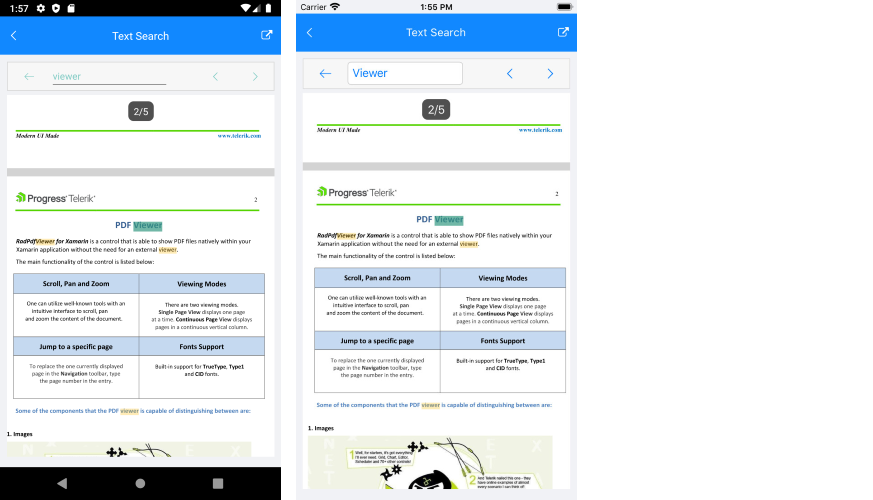 1:57
Text Search
viewer
2/5
Modern UI Made
www.telerik.com
Progress Telerik
2
PDF Viewer
RadPdfViewer for Xamarin is a control that is able to show PDF files natively within your
Xamarin application without the need for an external viewer.
The main functionality of the control is listed below:
Scroll, Pan and Zoom
One can utilize well-known tools with an
intuitive interface to scroll, pan
and zoom the content of the document.
Viewing Modes
There are two viewing modes.
Single Page View displays one page
at a time. Continuous Page View displays
pages in a continuous vertical column.
Jump to a specific page
To replace the one currently displayed
page in the Navigation toolbar, type
the page number in the entry.
Fonts Support
Built-in support for TrueType, Type1
and CID fonts.
Some of the components that the PDF viewer is capable of distinguishing between are:
1. Images
Carrier
1:55 PM
Text Search
Viewer
2/5
Modern UI Made
www.telerik.com
Progress Telerik
2
PDF Viewer
RadPdfViewer for Xamarin is a control that is able to show PDF files natively within your
Xamarin application without the need for an external viewer.
The main functionality of the control is listed below:
Scroll, Pan and Zoom
One can utilize well-known tools with an
intuitive interface to scroll, pan
and zoom the content of the document.
Viewing Modes
There are two viewing modes.
Single Page View displays one page
at a time. Continuous Page View displays
pages in a continuous vertical column.
Jump to a specific page
To replace the one currently displayed
page in the Navigation toolbar, type
the page number in the entry.
Fonts Support
Built-in support for TrueType, Type1
and CID fonts.
Some of the components that the PDF viewer is capable of distinguishing between are:
1. Images
1
2